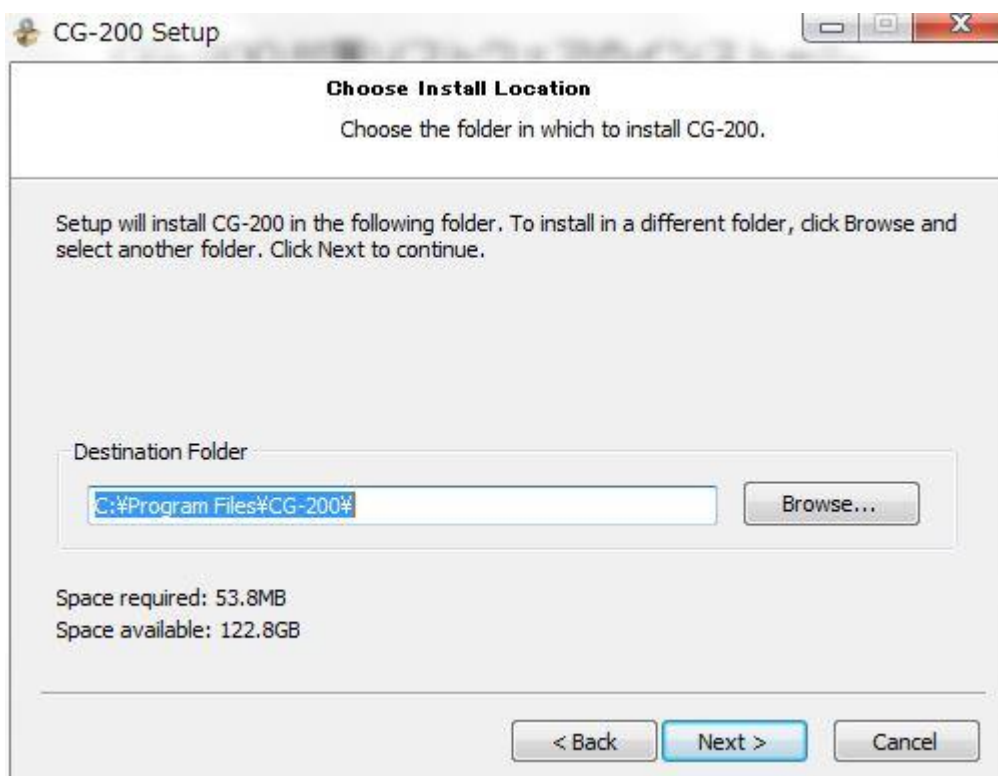 CG-200 Setup
Choose Install Location
Choose the folder in which to install CG-200.
Setup will install CG-200 in the following folder. To install in a different folder, click Browse and
select another folder. Click Next to continue.
Destination Folder
C:¥Program Files¥CG-200¥
Browse...
Space required: 53.8MB
Space available: 122.8GB
< Back
Next >
Cancel